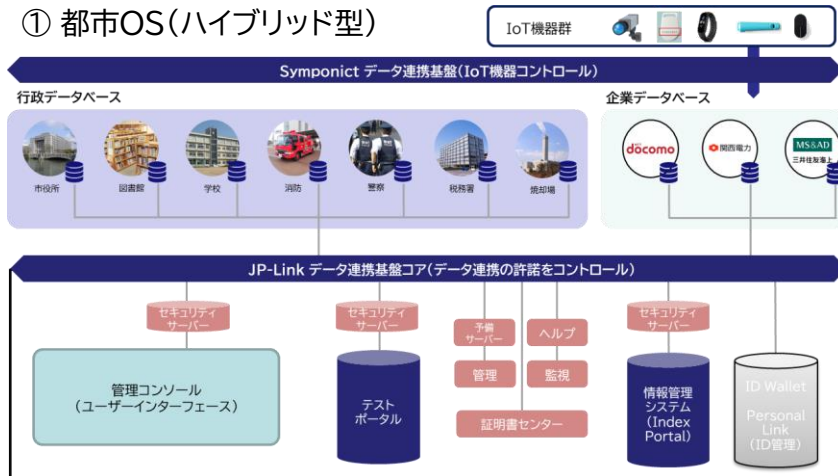 ① 都市OS(ハイブリッド型)
IoT機器群
Symponict データ連携基盤(IoT機器コントロール)
行政データベース
企業データベース
市役所
図書館
学校
消防
警察
税務署
焼却場
döcomo
関西電力
MS&AD
三井住友海上
JP-Link データ連携基盤コア(データ連携の許諾をコントロール)
セキュリティ
サーバー
セキュリティ
サーバー
予備
サーバー
ヘルプ
セキュリティ
サーバー
管理コンソール
(ユーザーインターフェース)
テスト
ポータル
管理
監視
証明書センター
情報管理
システム
(Index
Portal)
ID Wallet
Personal
Link
(ID管理)